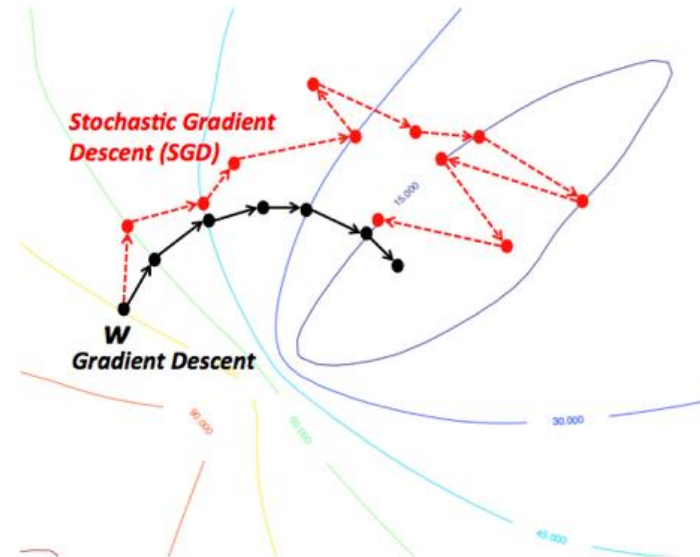 Stochastic Gradient
Descent (SGD)
15.000
W
Gradient Descent
90.000
60.000
30.000
45.000